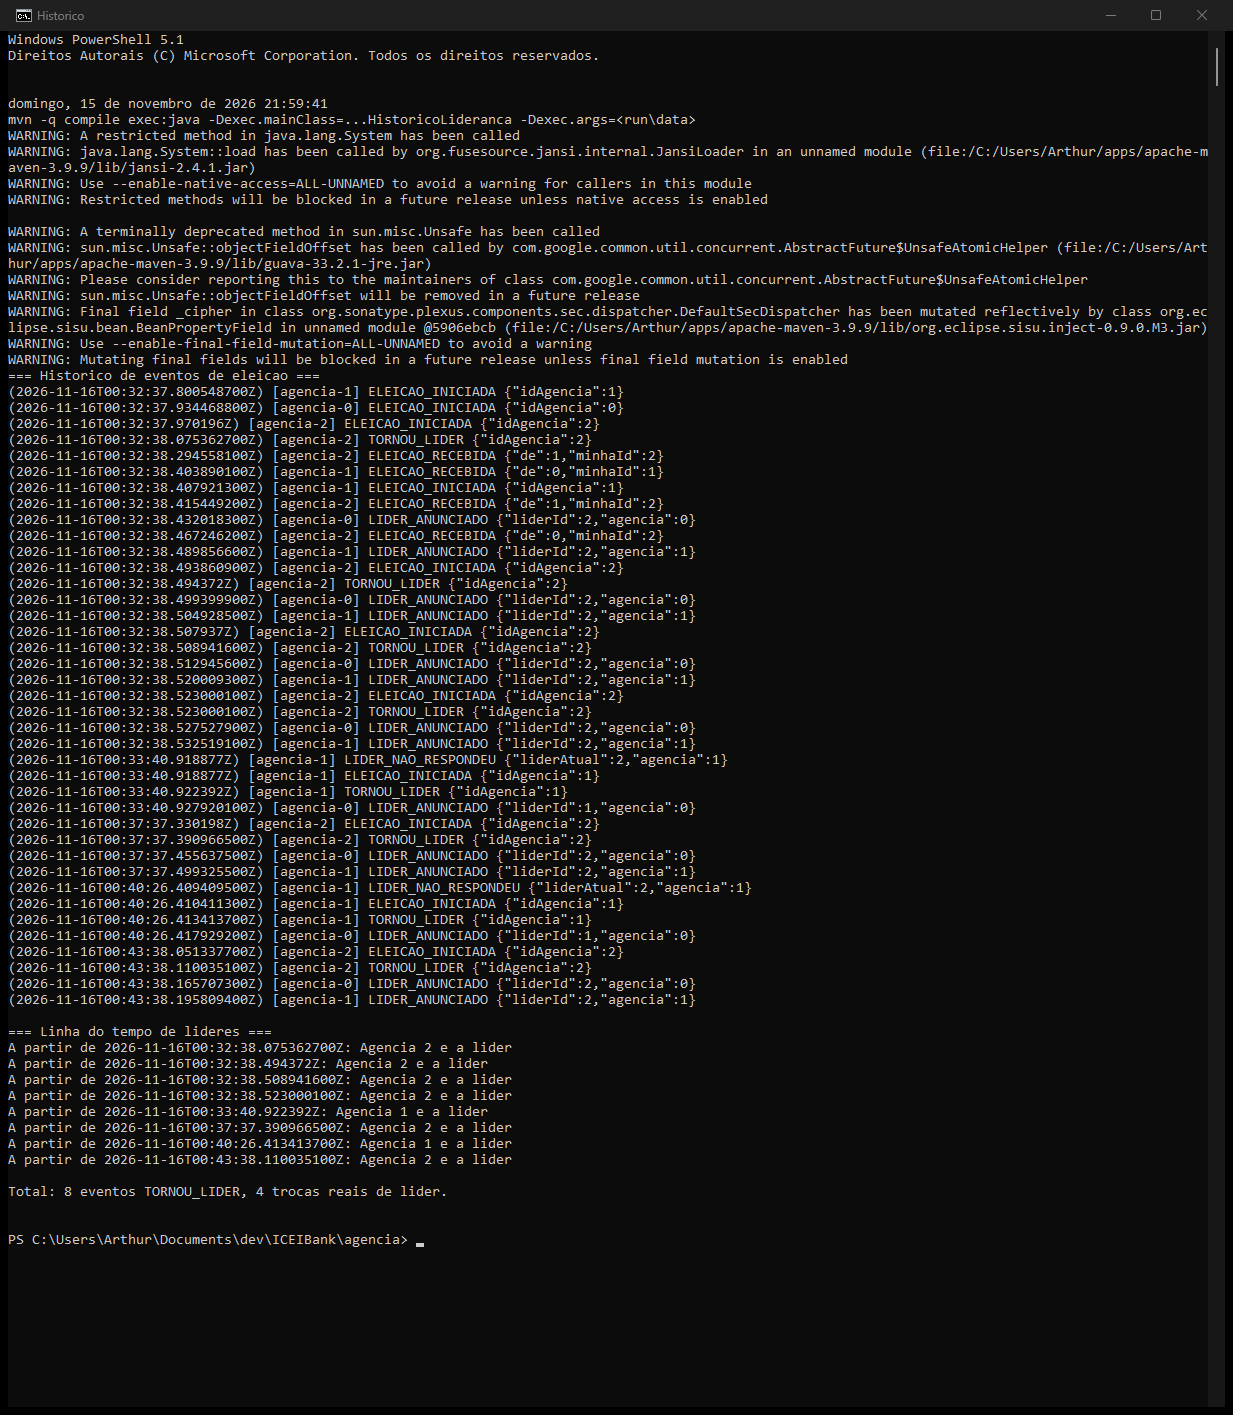 Historico
Windows PowerShell 5.1
Direitos Autorais (C) Microsoft Corporation. Todos os direitos reservados.
domingo, 15 de novembro de 2026 21:59:41
mvn -q compile exec:java -Dexec.mainClass=...HistoricoLideranca -Dexec.args=<run\data>
WARNING: A restricted method in java.lang.System has been called
WARNING: java.lang.System::load has been called by org.fusesource.jansi.internal.JansiLoader in an unnamed module (file:/C:/Users/Arthur/apps/apache-m
aven-3.9.9/lib/jansi-2.4.1.jar)
WARNING: Use --enable-native-access=ALL-UNNAMED to avoid a warning for callers in this module
WARNING: Restricted methods will be blocked in a future release unless native access is enabled
WARNING: A terminally deprecated method in sun.misc.Unsafe has been called
WARNING: sun.misc.Unsafe::objectFieldOffset has been called by com.google.common.util.concurrent.AbstractFuture$UnsafeAtomicHelper (file:/C:/Users/Art
hur/apps/apache-maven-3.9.9/lib/guava-33.2.1-jre.jar)
WARNING: Please consider reporting this to the maintainers of class com.google.common.util.concurrent.AbstractFuture$UnsafeAtomicHelper
WARNING: sun.misc.Unsafe::objectFieldOffset will be removed in a future release
WARNING: Final field _cipher in class org.sonatype.plexus.components.sec.dispatcher.DefaultSecDispatcher has been mutated reflectively by class org.ec
lipse.sisu.bean.BeanPropertyField in unnamed module @5906ebcb (file:/C:/Users/Arthur/apps/apache-maven-3.9.9/lib/org.eclipse.sisu.inject-0.9.0.M3.jar)
WARNING: Use --enable-final-field-mutation=ALL-UNNAMED to avoid a warning
WARNING: Mutating final fields will be blocked in a future release unless final field mutation is enabled
=== Historico de eventos de eleicao ===
(2026-11-16T00:32:37.800548700Z) [agencia-1] ELEICAO_INICIADA {"idAgencia":1}
(2026-11-16T00:32:37.934468800Z) [agencia-0] ELEICAO_INICIADA {"idAgencia":0}
(2026-11-16T00:32:37.970196Z) [agencia-2] ELEICAO_INICIADA {"idAgencia":2}
(2026-11-16T00:32:38.075362700Z) [agencia-2] TORNOU_LIDER {"idAgencia":2}
(2026-11-16T00:32:38.294558100Z) [agencia-2] ELEICAO_RECEBIDA {"de":1,"minhaId":2}
(2026-11-16T00:32:38.403890100Z) [agencia-1] ELEICAO_RECEBIDA {"de":0,"minhaId":1}
(2026-11-16T00:32:38.407921300Z) [agencia-1] ELEICAO_INICIADA {"idAgencia":1}
(2026-11-16T00:32:38.415449200Z) [agencia-2] ELEICAO_RECEBIDA {"de":1,"minhaId":2}
(2026-11-16T00:32:38.432018300Z) [agencia-0] LIDER_ANUNCIADO {"liderId":2,"agencia":0}
(2026-11-16T00:32:38.467246200Z) [agencia-2] ELEICAO_RECEBIDA {"de":0,"minhaId":2}
(2026-11-16T00:32:38.489856600Z) [agencia-1] LIDER_ANUNCIADO {"liderId":2,"agencia":1}
(2026-11-16T00:32:38.493860900Z) [agencia-2] ELEICAO_INICIADA {"idAgencia":2}
(2026-11-16T00:32:38.494372Z) [agencia-2] TORNOU_LIDER {"idAgencia":2}
(2026-11-16T00:32:38.499399900Z) [agencia-0] LIDER_ANUNCIADO {"liderId":2,"agencia":0}
(2026-11-16T00:32:38.504928500Z) [agencia-1] LIDER_ANUNCIADO {"liderId":2,"agencia":1}
(2026-11-16T00:32:38.507937Z) [agencia-2] ELEICAO_INICIADA {"idAgencia":2}
(2026-11-16T00:32:38.508941600Z) [agencia-2] TORNOU_LIDER {"idAgencia":2}
(2026-11-16T00:32:38.512945600Z) [agencia-0] LIDER_ANUNCIADO {"liderId":2,"agencia":0}
(2026-11-16T00:32:38.520009300Z) [agencia-1] LIDER_ANUNCIADO {"liderId":2,"agencia":1}
(2026-11-16T00:32:38.523000100Z) [agencia-2] ELEICAO_INICIADA {"idAgencia":2}
(2026-11-16T00:32:38.523000100Z) [agencia-2] TORNOU_LIDER {"idAgencia":2}
(2026-11-16T00:32:38.527527900Z) [agencia-0] LIDER_ANUNCIADO {"liderId":2,"agencia":0}
(2026-11-16T00:32:38.532519100Z) [agencia-1] LIDER_ANUNCIADO {"liderId":2,"agencia":1}
(2026-11-16T00:33:40.918877Z) [agencia-1] LIDER_NAO_RESPONDEU {"liderAtual":2,"agencia":1}
(2026-11-16T00:33:40.918877Z) [agencia-1] ELEICAO_INICIADA {"idAgencia":1}
(2026-11-16T00:33:40.922392Z) [agencia-1] TORNOU_LIDER {"idAgencia":1}
(2026-11-16T00:33:40.927920100Z) [agencia-0] LIDER_ANUNCIADO {"liderId":1,"agencia":0}
(2026-11-16T00:37:37.330198Z) [agencia-2] ELEICAO_INICIADA {"idAgencia":2}
(2026-11-16T00:37:37.390966500Z) [agencia-2] TORNOU_LIDER {"idAgencia":2}
(2026-11-16T00:37:37.455637500Z) [agencia-0] LIDER_ANUNCIADO {"liderId":2,"agencia":0}
(2026-11-16T00:37:37.499325500Z) [agencia-1] LIDER_ANUNCIADO {"liderId":2,"agencia":1}
(2026-11-16T00:40:26.409409500Z) [agencia-1] LIDER_NAO_RESPONDEU {"liderAtual":2,"agencia":1}
(2026-11-16T00:40:26.410411300Z) [agencia-1] ELEICAO_INICIADA {"idAgencia":1}
(2026-11-16T00:40:26.413413700Z) [agencia-1] TORNOU_LIDER {"idAgencia":1}
(2026-11-16T00:40:26.417929200Z) [agencia-0] LIDER_ANUNCIADO {"liderId":1,"agencia":0}
(2026-11-16T00:43:38.051337700Z) [agencia-2] ELEICAO_INICIADA {"idAgencia":2}
(2026-11-16T00:43:38.110035100Z) [agencia-2] TORNOU_LIDER {"idAgencia":2}
(2026-11-16T00:43:38.165707300Z) [agencia-0] LIDER_ANUNCIADO {"liderId":2,"agencia":0}
(2026-11-16T00:43:38.195809400Z) [agencia-1] LIDER_ANUNCIADO {"liderId":2,"agencia":1}
=== Linha do tempo de lideres ===
A partir de 2026-11-16T00:32:38.075362700Z: Agencia 2 e a lider
A partir de 2026-11-16T00:32:38.494372Z: Agencia 2 e a lider
A partir de 2026-11-16T00:32:38.508941600Z: Agencia 2 e a lider
A partir de 2026-11-16T00:32:38.523000100Z: Agencia 2 e a lider
A partir de 2026-11-16T00:33:40.922392Z: Agencia 1 e a lider
A partir de 2026-11-16T00:37:37.390966500Z: Agencia 2 e a lider
A partir de 2026-11-16T00:40:26.413413700Z: Agencia 1 e a lider
A partir de 2026-11-16T00:43:38.110035100Z: Agencia 2 e a lider
Total: 8 eventos TORNOU_LIDER, 4 trocas reais de lider.
PS C:\Users\Arthur\Documents\dev\ICEIBank\agencia>